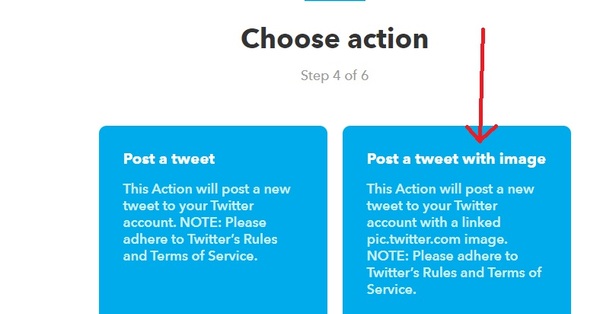 Choose action
Step 4 of 6
Post a tweet
This Action will post a new
tweet to your Twitter
account. NOTE: Please
adhere to Twitter's Rules
and Terms of Service.
Post a tweet with image
This Action will post a new
tweet to your Twitter
account with a linked
pic.twitter.com image.
NOTE: Please adhere to
Twitter's Rules and Terms of
Service.